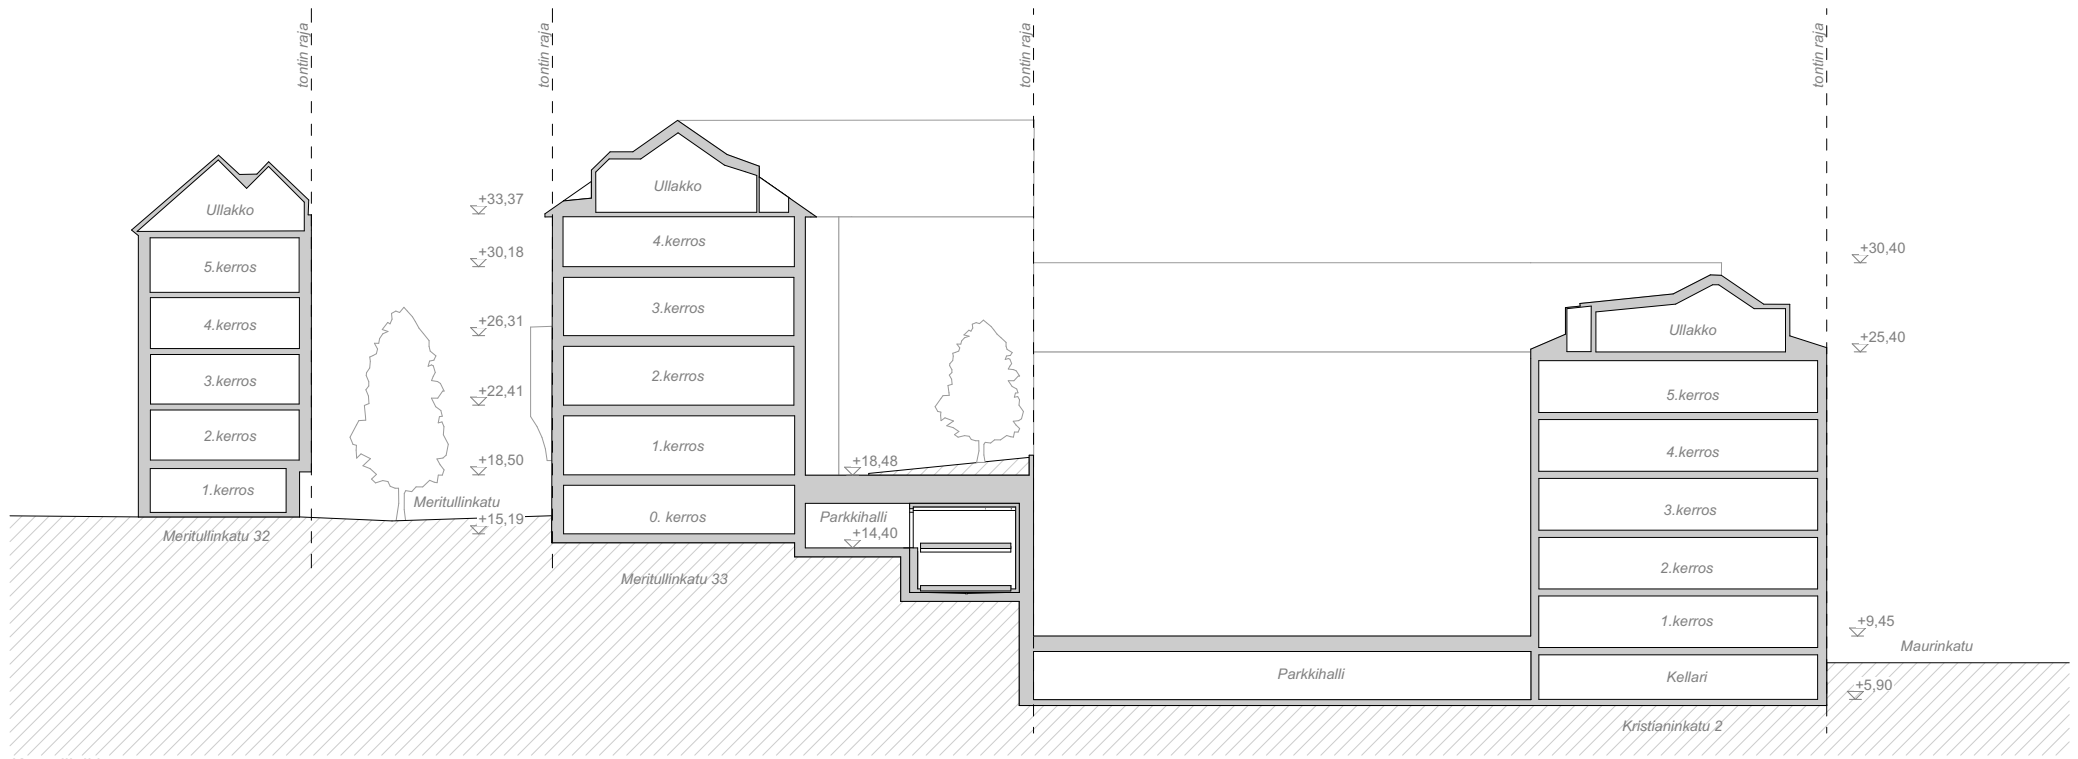 tontin raja
tontin raja
tontin raja
tontin raja
Ullakko
5.kerros
4.kerros
3.kerros
2.kerros
1.kerros
Meritullinkatu 32
Meritullinkatu
+33,37
+30,18
+26,31
+22,41
+18,50
+15,19
Ullakko
4.kerros
3.kerros
2.kerros
1.kerros
0. kerros
Meritullinkatu 33
+18,48
Parkkihalli
+14,40
Parkkihalli
Ullakko
5.kerros
4.kerros
3.kerros
2.kerros
1.kerros
Kellari
Kristianinkatu 2
+30,40
+25,40
+9,45
Maurinkatu
+5,90